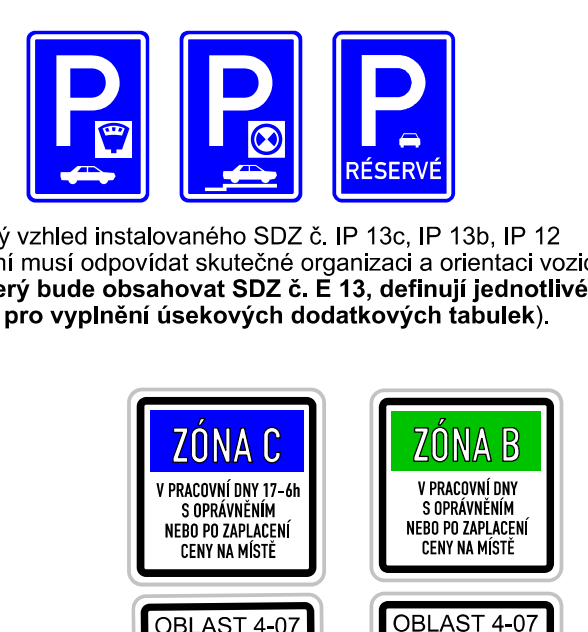 P
P
P
RÉSERVÉ
ý vzhled instalovaného SDZ č. IP 13c, IP 13b, IP 12
ní musí odpovídat skutečné organizaci a orientaci vozid
erý bude obsahovat SDZ č. E 13, definují jednotlivé
pro vyplnění úsekových dodatkových tabulek).
ZÓNA C
V PRACOVNÍ DNY 17-6h
S OPRÁVNĚNÍM
NEBO PO ZAPLACENÍ
CENY NA MÍSTĚ
ZÓNA B
V PRACOVNÍ DNY
S OPRÁVNĚNÍM
NEBO PO ZAPLACENÍ
CENY NA MÍSTĚ
OBLAST 4-07
OBLAST 4-07